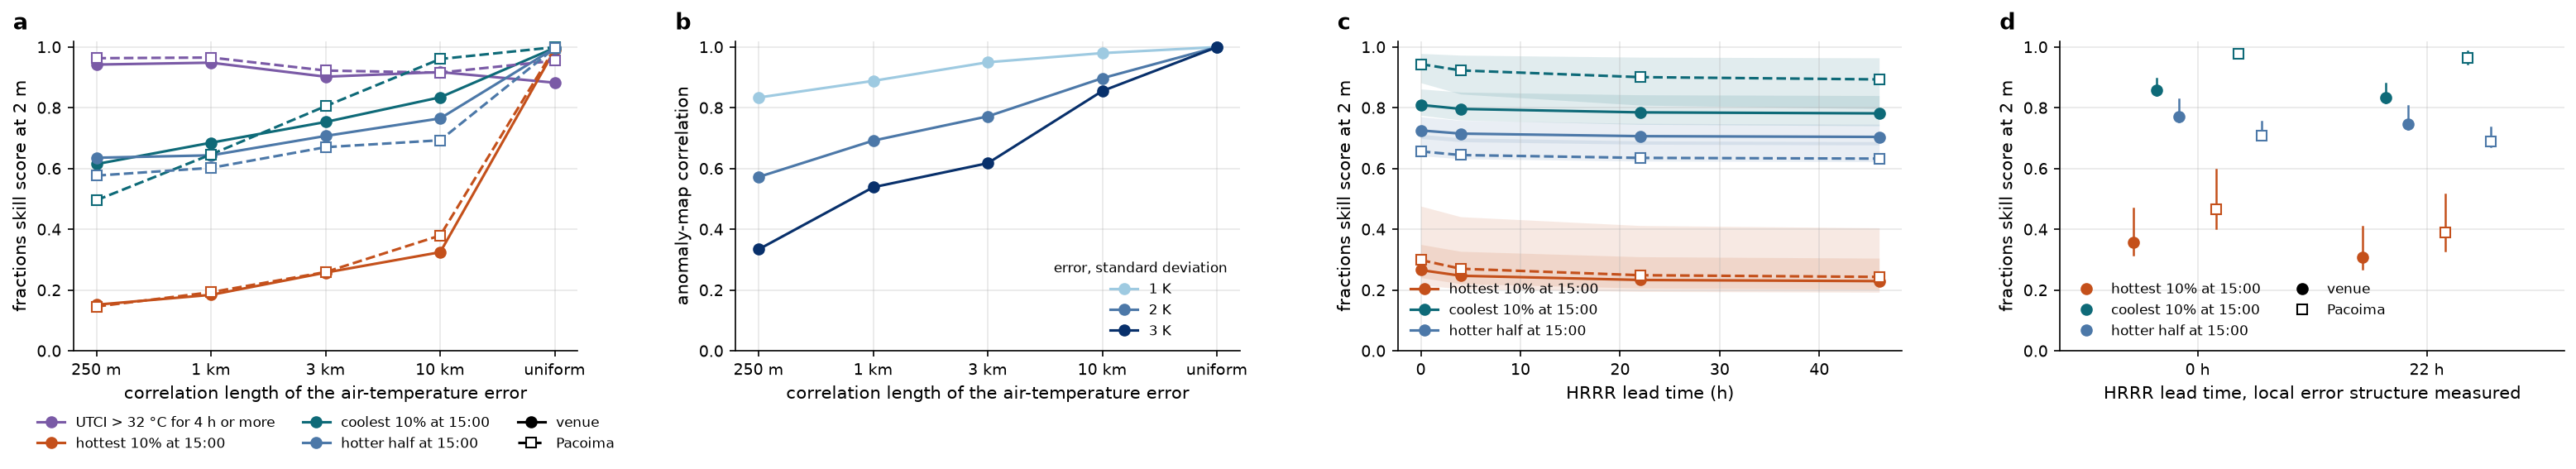 a
fractions skill score at 2 m
1.0
0.8
0.6
0.4
0.2
0.0
250 m 1 km 3 km 10 km uniform
correlation length of the air-temperature error
UTCI > 32 °C for 4 h or more coolest 10% at 15:00 venue
hottest 10% at 15:00 hotter half at 15:00 Pacoima
b
anomaly-map correlation
1.0
0.8
0.6
0.4
0.2
0.0
error, standard deviation
1 K
2 K
3 K
250 m 1 km 3 km 10 km uniform
correlation length of the air-temperature error
c
fractions skill score at 2 m
1.0
0.8
0.6
0.4
0.2
0.0
hottest 10% at 15:00
coolest 10% at 15:00
hotter half at 15:00
0 10 20 30 40
HRRR lead time (h)
d
fractions skill score at 2 m
1.0
0.8
0.6
0.4
0.2
0.0
hottest 10% at 15:00 venue
coolest 10% at 15:00 Pacoima
hotter half at 15:00
0 h 22 h
HRRR lead time, local error structure measured